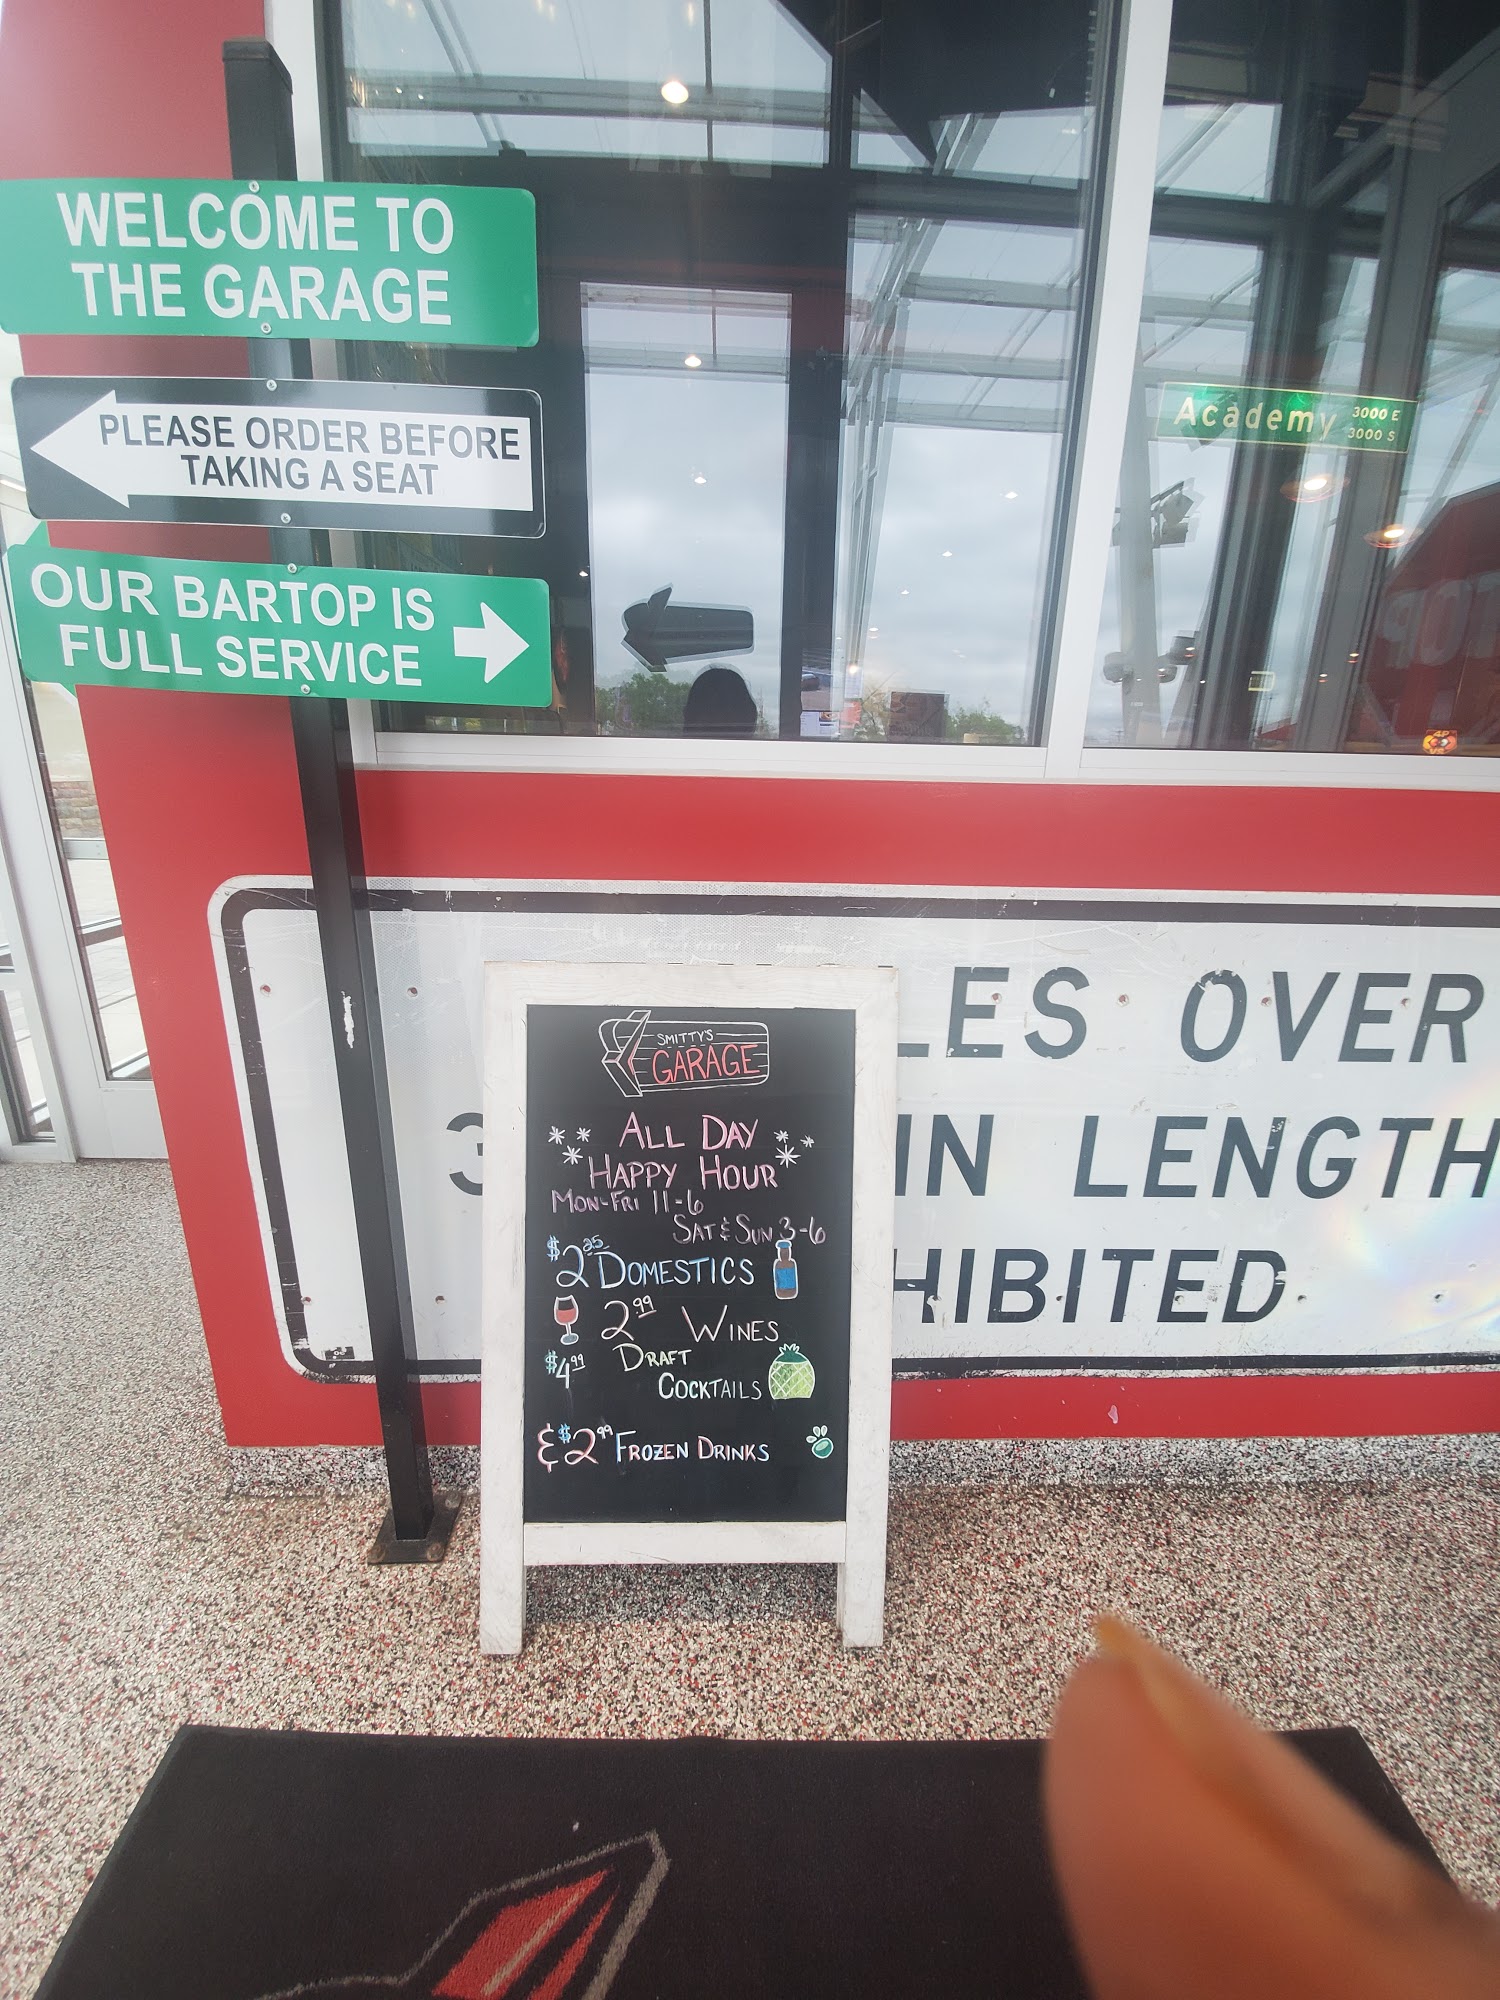 WELCOME TO
THE GARAGE
PLEASE ORDER BEFORE
TAKING A SEAT
OUR BARTOP IS
FULL SERVICE
Academy 3000 E
3000 S
LES OVER
3
IN LENGTH
HIBITED
SMITTY'S
GARAGE
ALL DAY
HAPPY HOUR
MON-FRI 11-6
SAT & SUN 3-6
$2.25 DOMESTICS
2.99 WINES
$4.99 DRAFT
COCKTAILS
& $2.99 FROZEN DRINKS